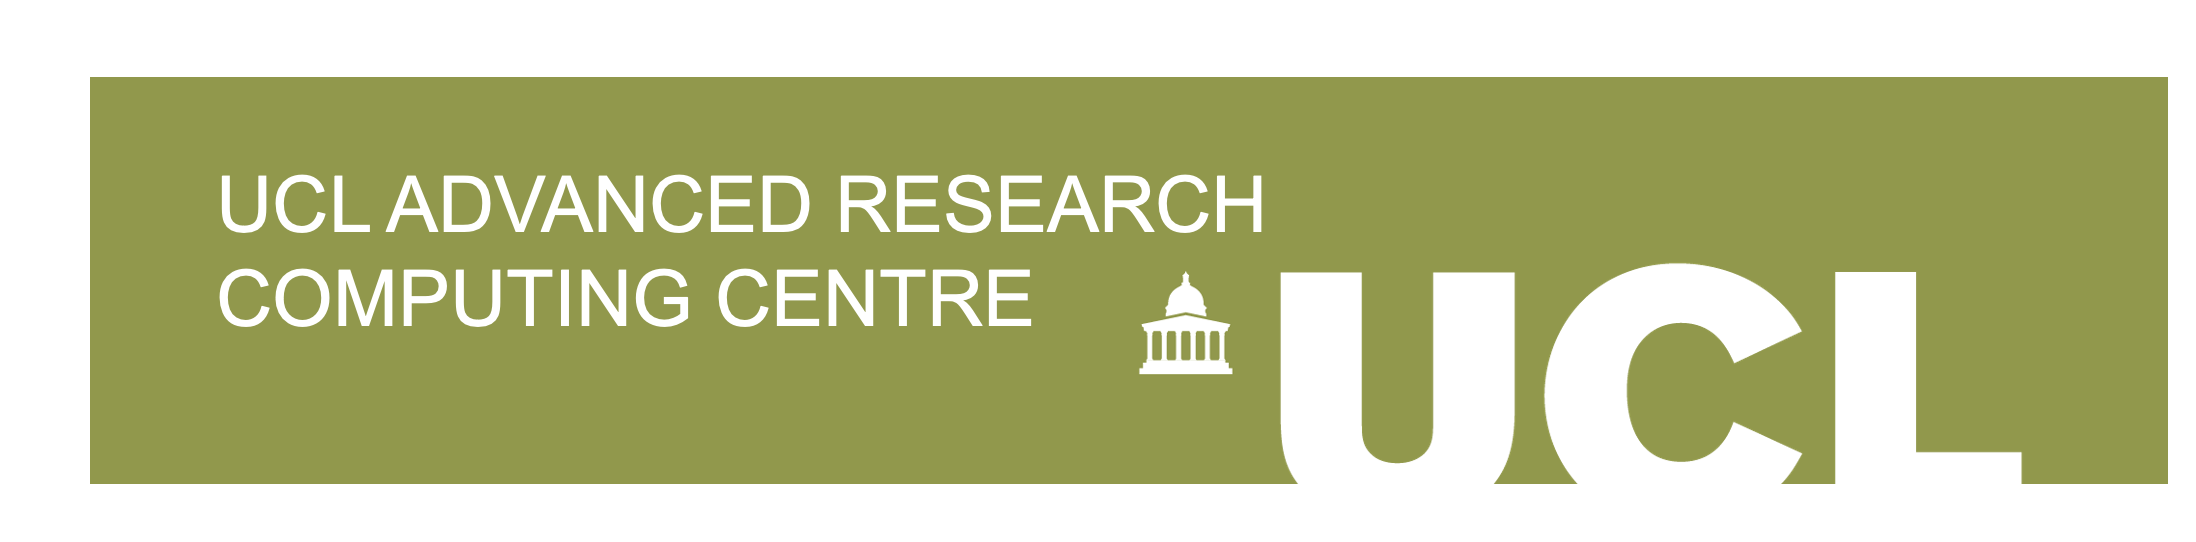 UCL ADVANCED RESEARCH
COMPUTING CENTRE
UCL